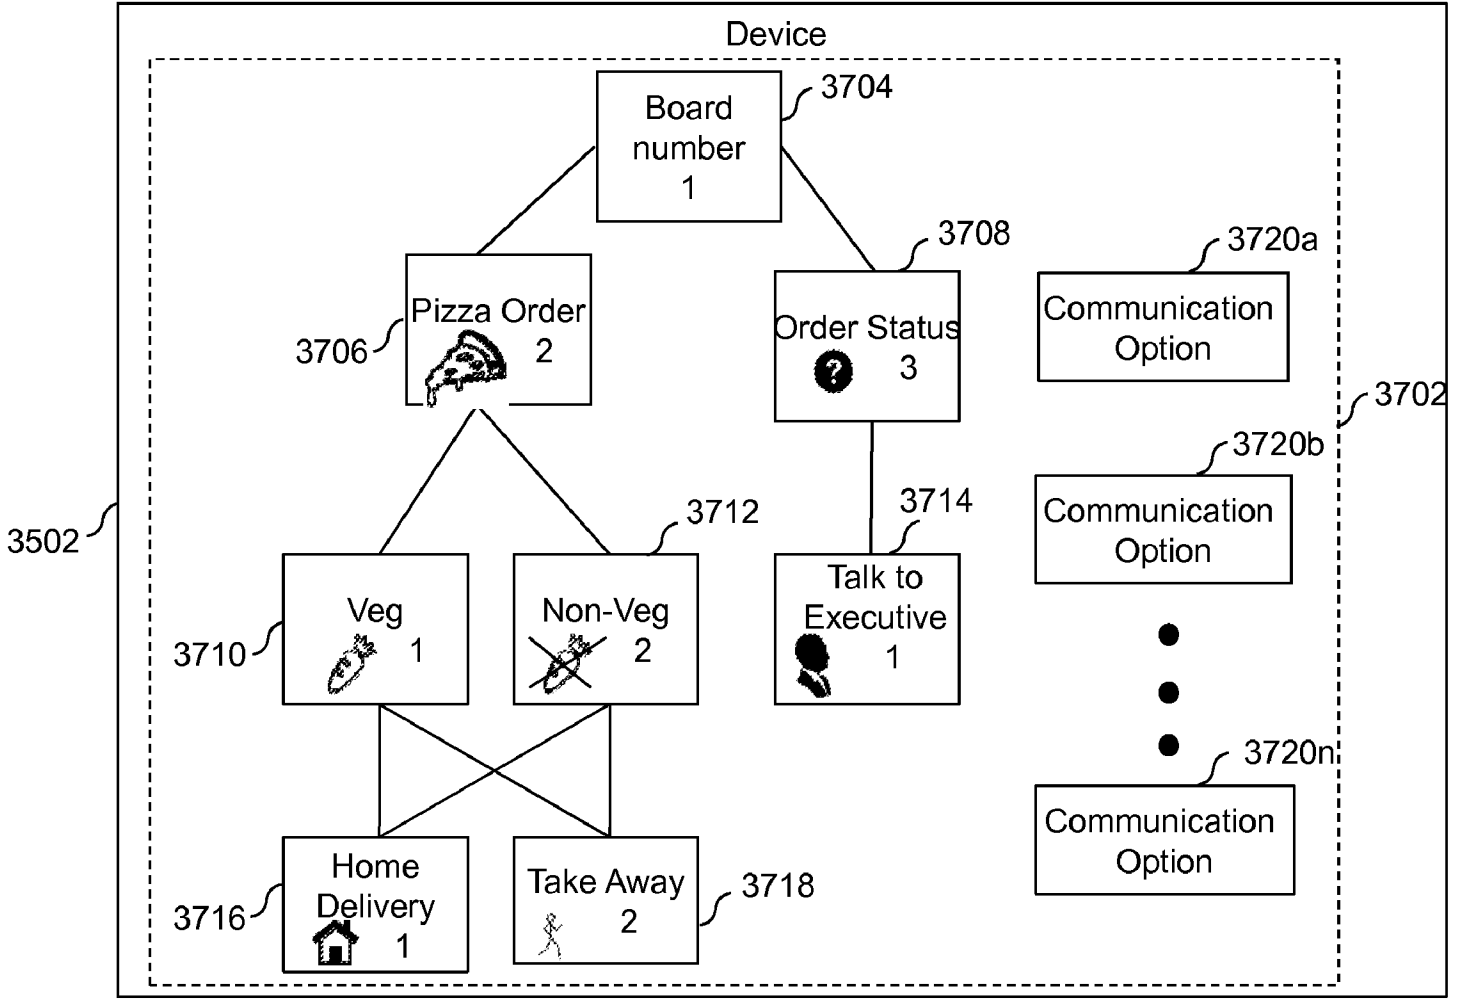 Device
3704
Board
number
1
3708
3720a
Pizza Order
2
3706
Order Status
3
Communication
Option
3702
3720b
3502
3712
3714
Communication
Option
Veg
1
3710
Non-Veg
2
Talk to
Executive
1
3720n
Communication
Option
Home
Delivery
1
3716
Take Away
2
3718